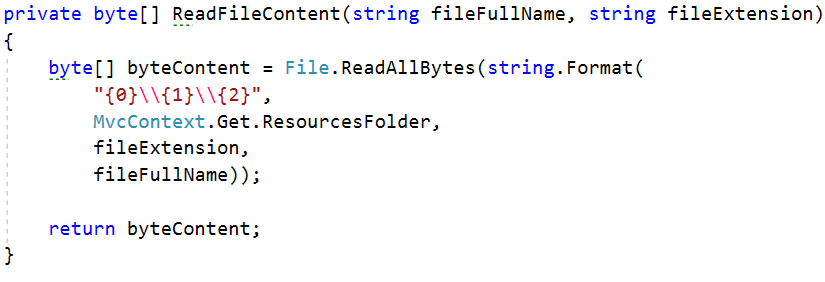 private byte[] ReadFileContent(string fileFullName, string fileExtension)
{
    byte[] byteContent = File.ReadAllBytes(string.Format(
        "{0}\\{1}\\{2}",
        MvcContext.Get.ResourcesFolder,
        fileExtension,
        fileFullName));

    return byteContent;
}